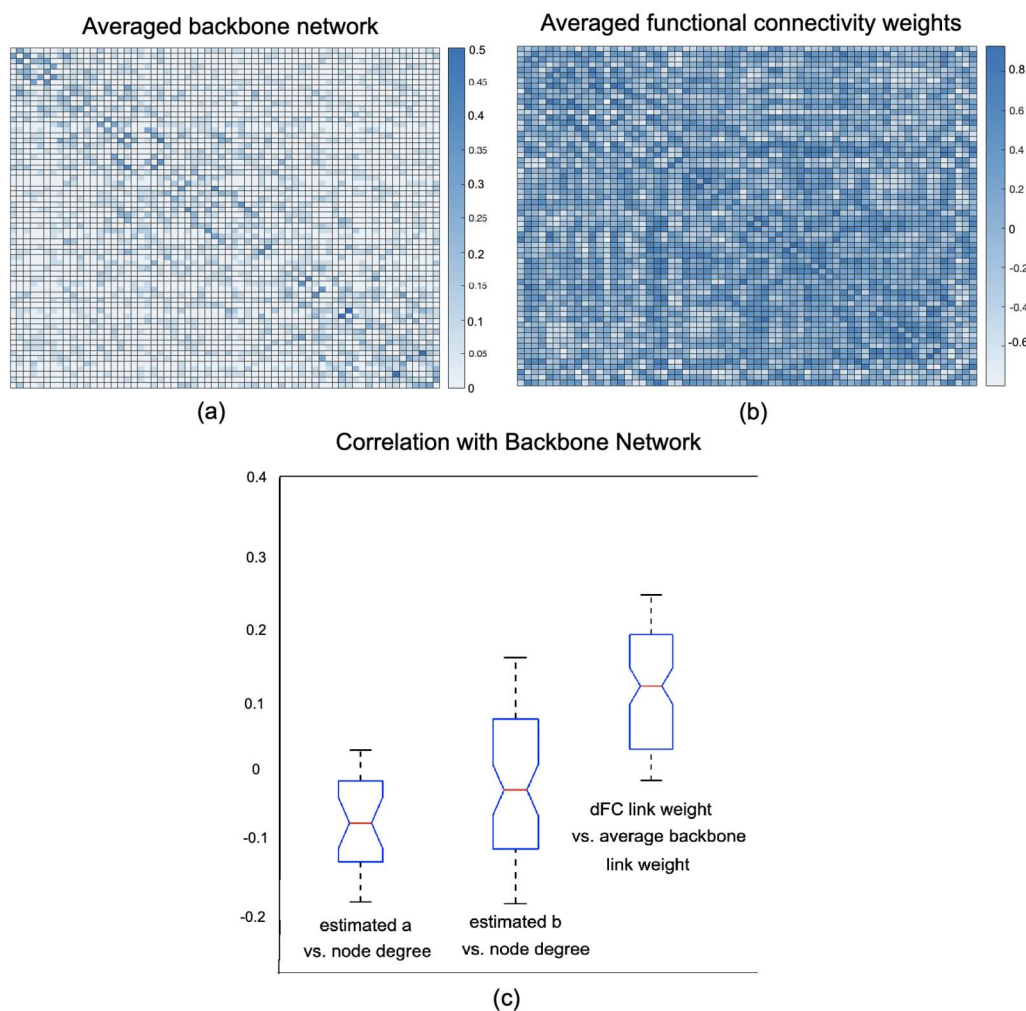 Averaged backbone network
0.5
0.45
0.4
0.35
0.3
0.25
0.2
0.15
0.1
0.05
0
(a)
Averaged functional connectivity weights
0.8
0.6
0.4
0.2
0
-0.2
-0.4
-0.6
(b)
Correlation with Backbone Network
0.4
0.3
0.2
0.1
0
-0.1
-0.2
estimated a
vs. node degree
estimated b
vs. node degree
dFC link weight
vs. average backbone
link weight
(c)